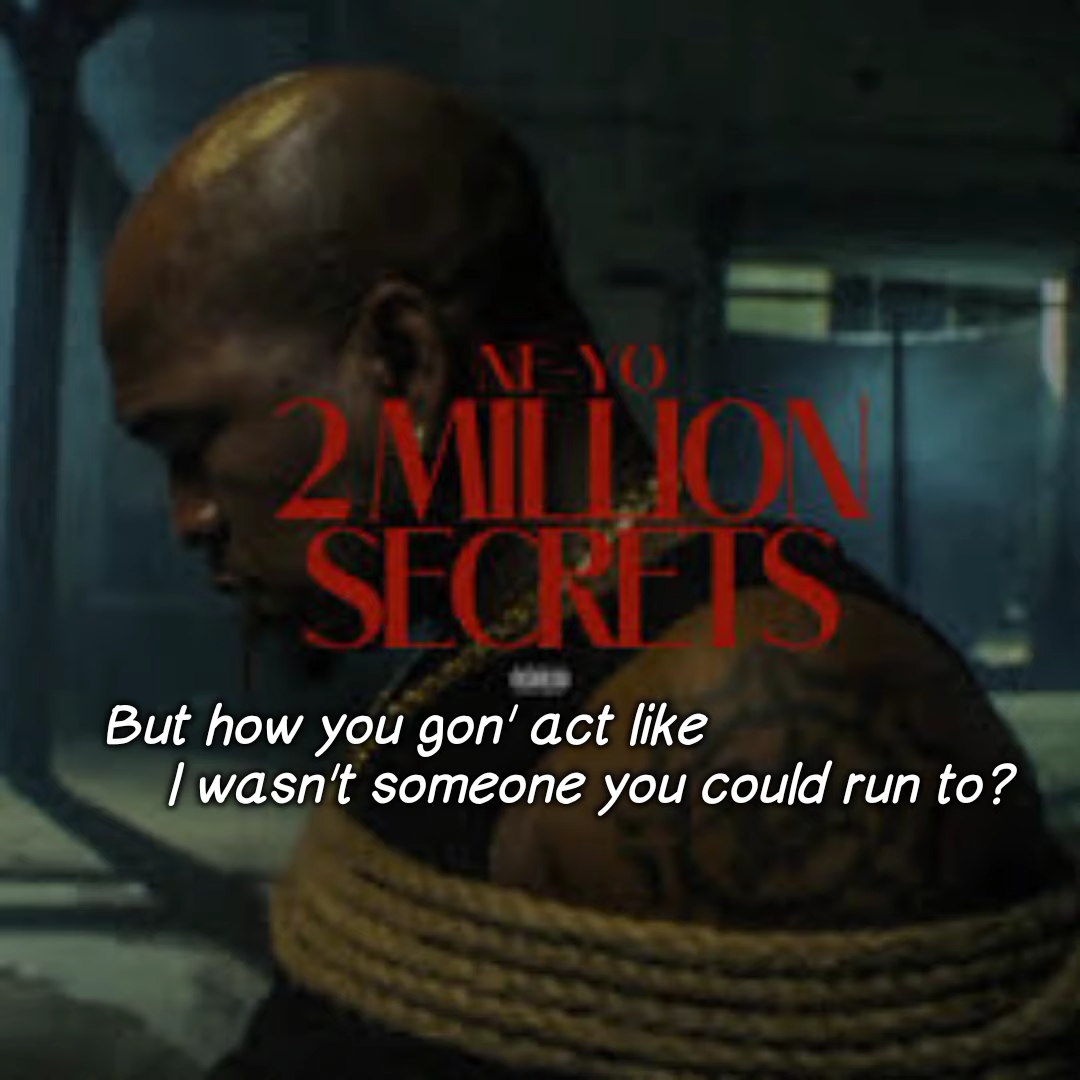 NE-YO
2 MILLION
SECRETS
But how you gon' act like
I wasn't someone you could run to?